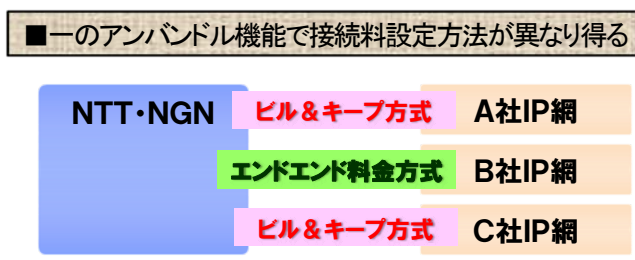 ■一のアンバンドル機能で接続料設定方法が異なり得る
NTT・NGN ビル&キープ方式 A社IP網
エンドエンド料金方式 B社IP網
ビル&キープ方式 C社IP網